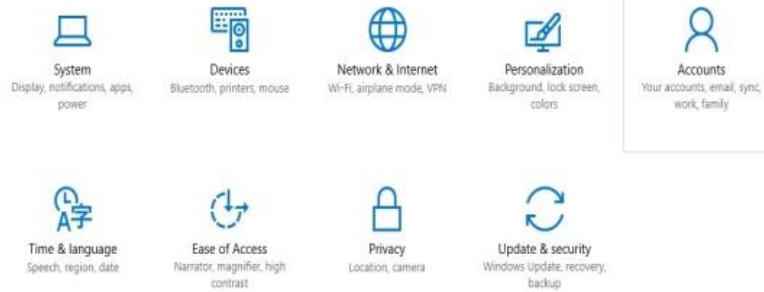 System
Display, notifications, apps,
power
Devices
Bluetooth, printers, mouse
Network & Internet
Wi-Fi, airplane mode, VPN
Personalization
Background, lock screen,
colors
Accounts
Your accounts, email, sync,
work, family
A字
Time & language
Speech, region, date
Ease of Access
Narrator, magnifier, high
contrast
Privacy
Location, camera
Update & security
Windows Update, recovery,
backup